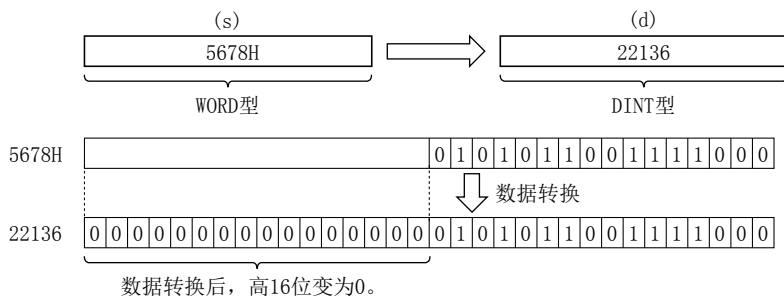 (s) (d)
5678H 22136
WORD型 DINT型
5678H 0 1 0 1 0 1 1 0 0 1 1 1 1 0 0 0
数据转换
22136 0 0 0 0 0 0 0 0 0 0 0 0 0 0 0 0 0 1 0 1 0 1 1 0 0 1 1 1 1 0 0 0
数据转换后，高16位变为0。